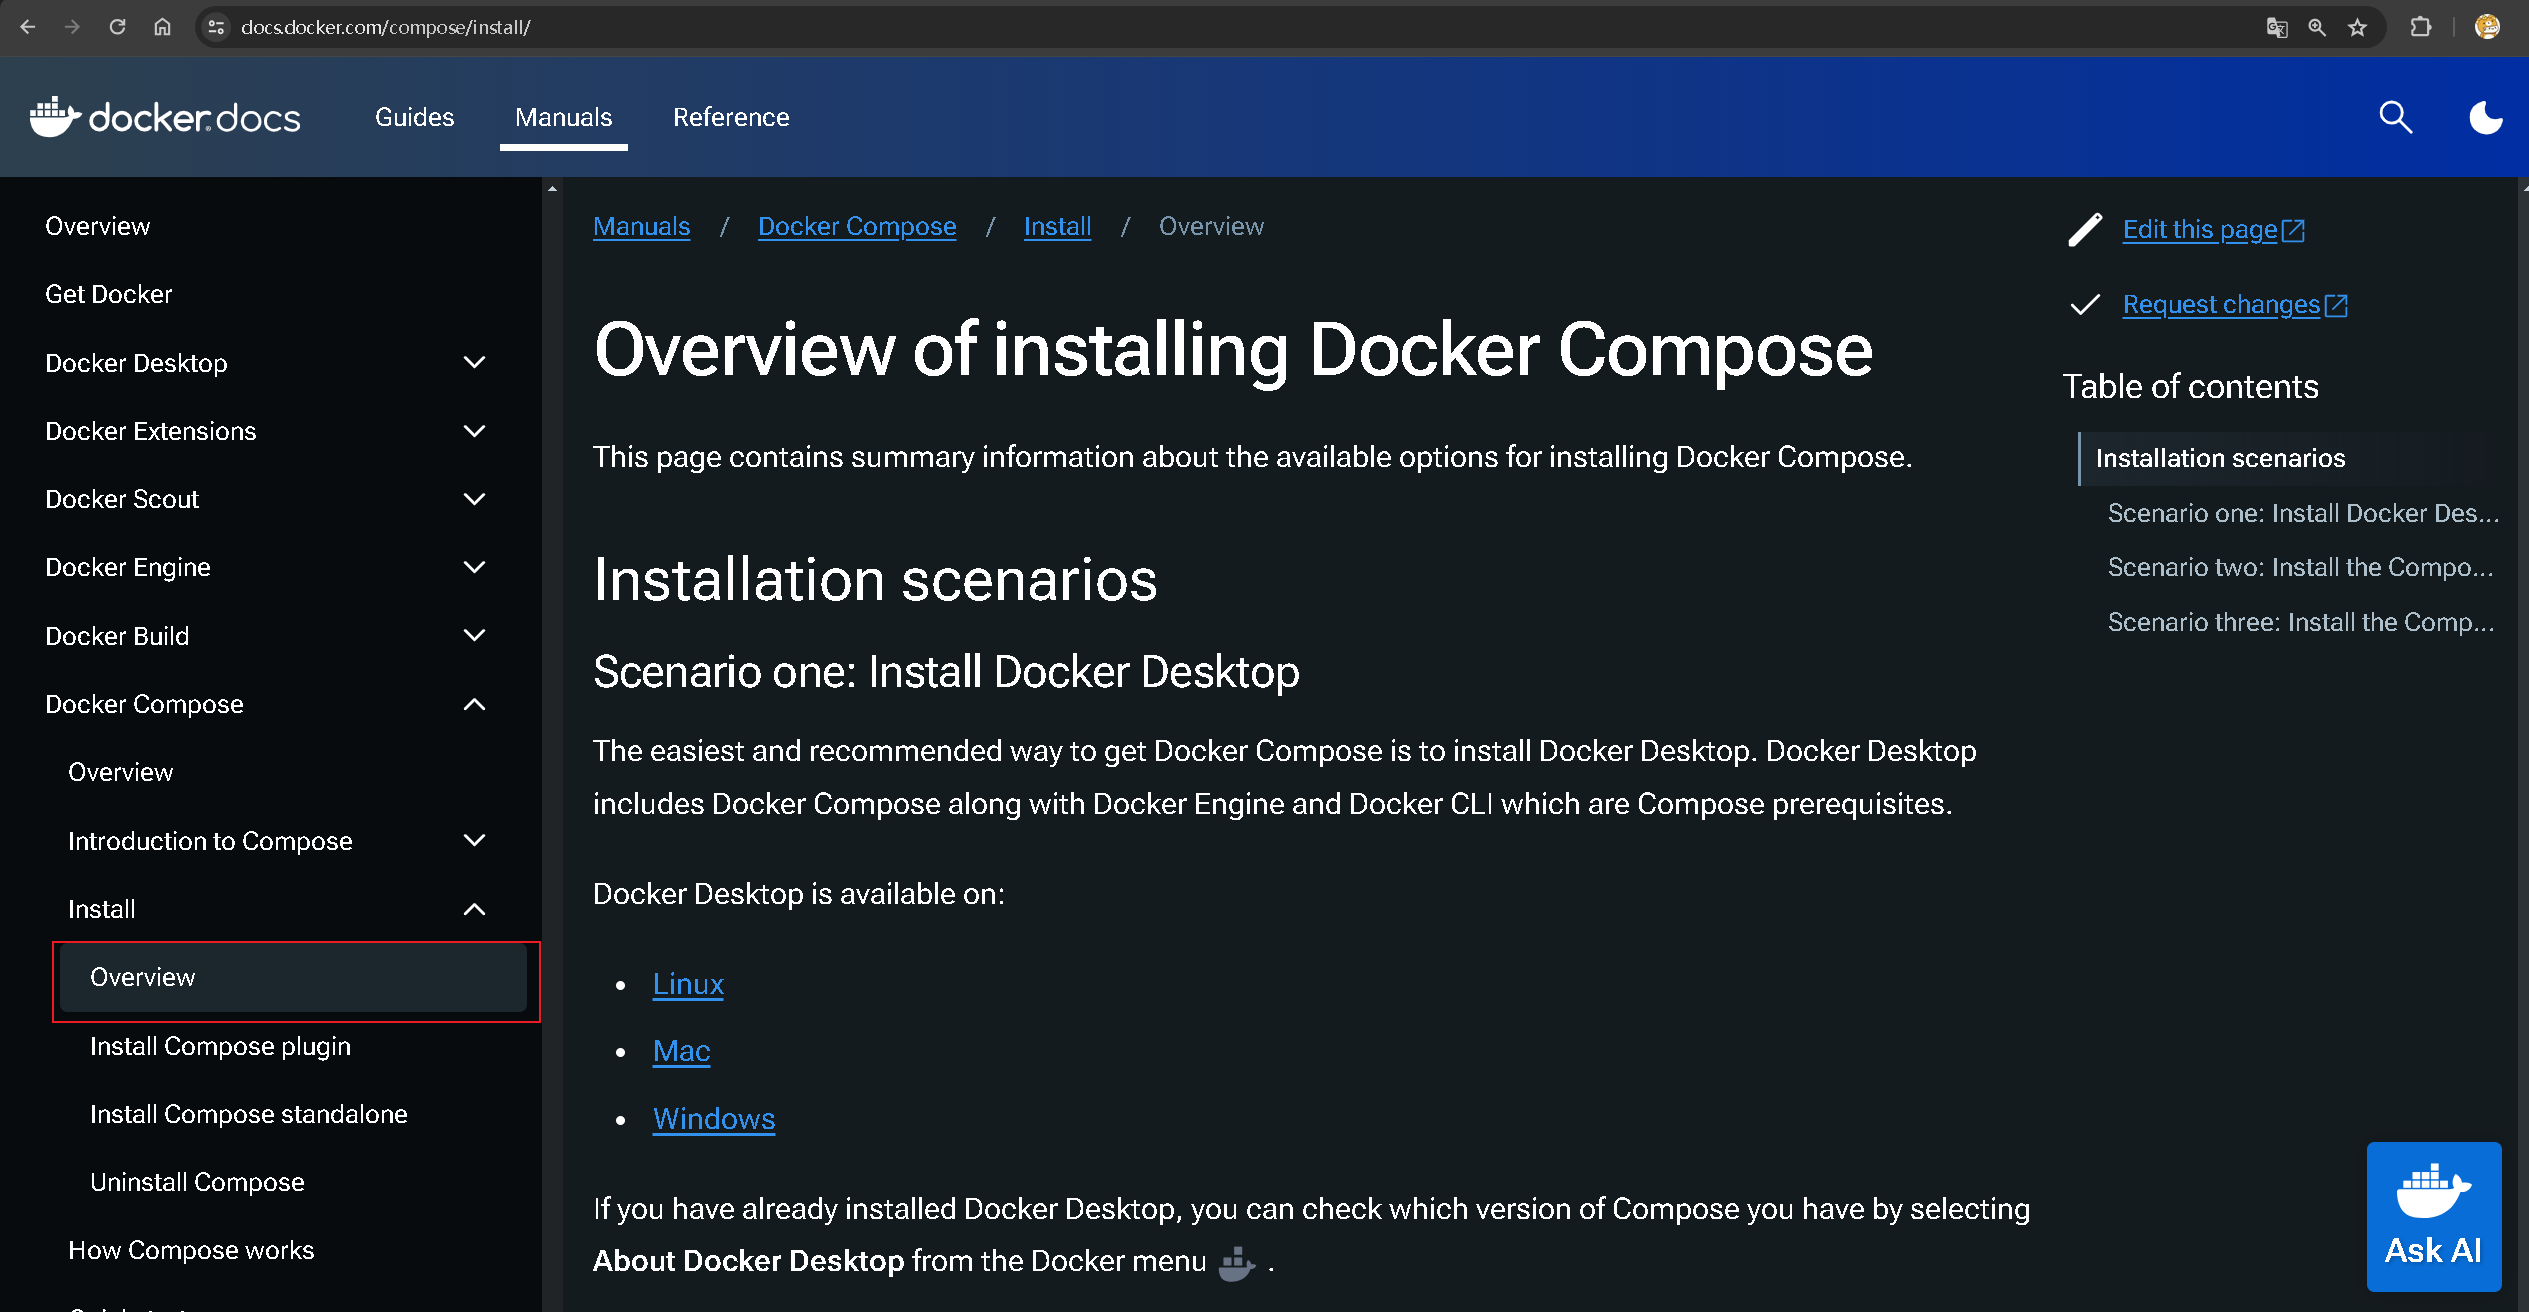 docs.docker.com/compose/install/
docker docs
Guides
Manuals
Reference
Overview
Get Docker
Docker Desktop
Docker Extensions
Docker Scout
Docker Engine
Docker Build
Docker Compose
Overview
Introduction to Compose
Install
Overview
Install Compose plugin
Install Compose standalone
Uninstall Compose
How Compose works
Manuals / Docker Compose / Install / Overview
Overview of installing Docker Compose
This page contains summary information about the available options for installing Docker Compose.
Installation scenarios
Scenario one: Install Docker Desktop
The easiest and recommended way to get Docker Compose is to install Docker Desktop. Docker Desktop
includes Docker Compose along with Docker Engine and Docker CLI which are Compose prerequisites.
Docker Desktop is available on:
• Linux
• Mac
• Windows
If you have already installed Docker Desktop, you can check which version of Compose you have by selecting
About Docker Desktop from the Docker menu .
Edit this page
Request changes
Table of contents
Installation scenarios
Scenario one: Install Docker Des...
Scenario two: Install the Compo...
Scenario three: Install the Comp...
Ask AI